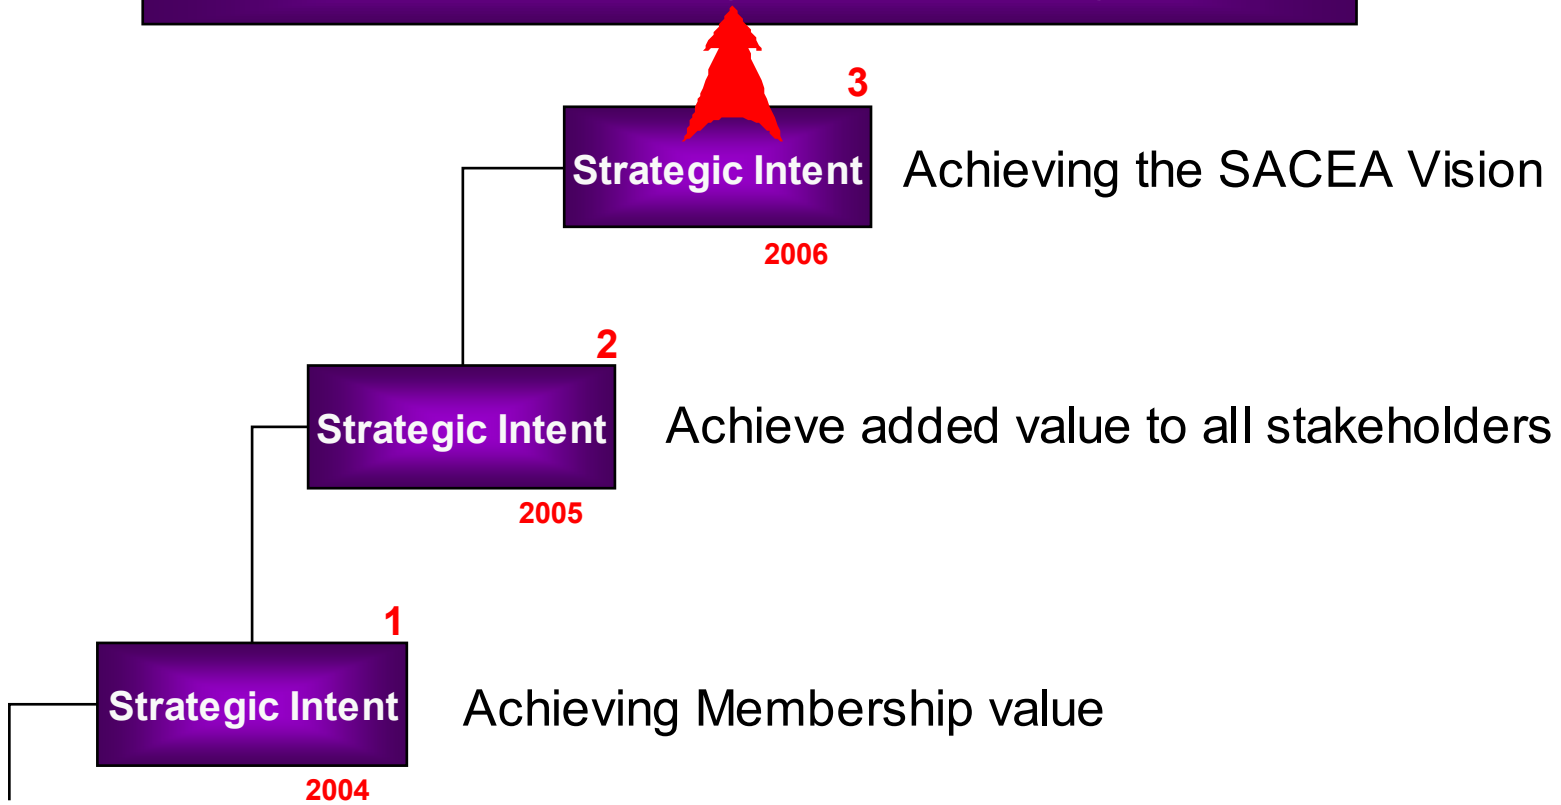 3
Strategic Intent
Achieving the SACEA Vision
2006
2
Strategic Intent
Achieve added value to all stakeholders
2005
1
Strategic Intent
Achieving Membership value
2004